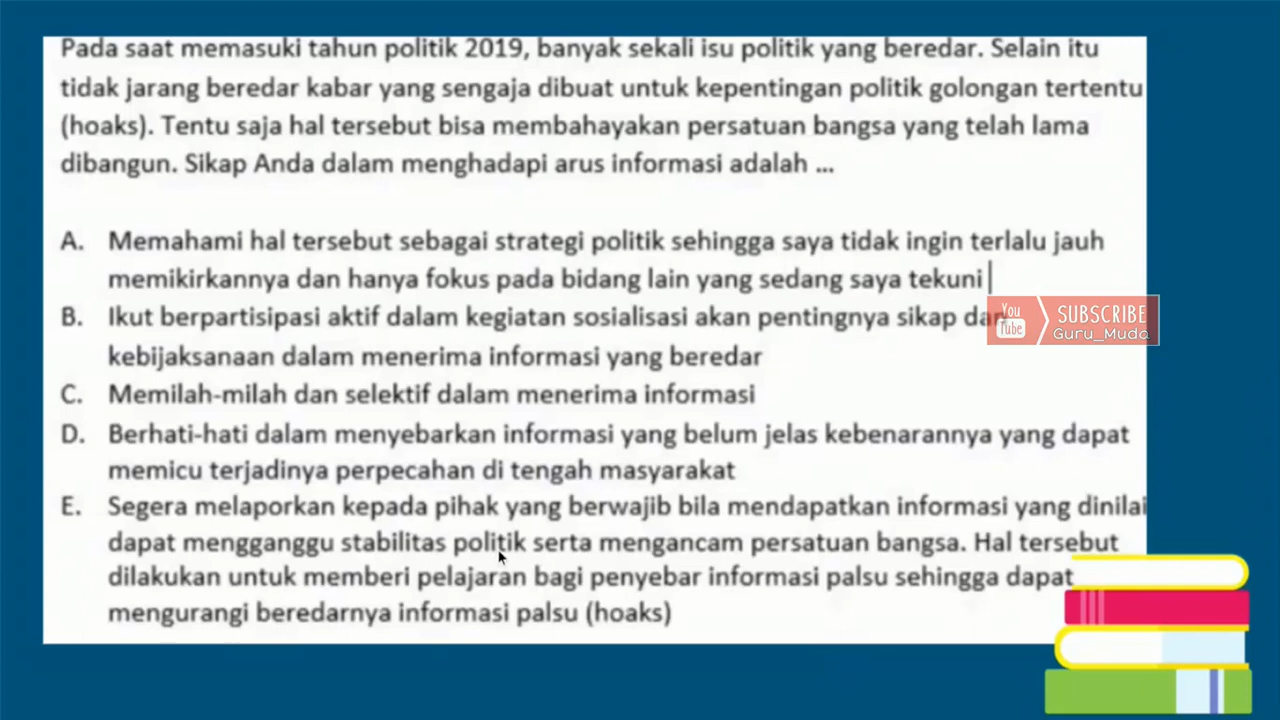 Pada saat memasuki tahun politik 2019, banyak sekali isu politik yang beredar. Selain itu
tidak jarang beredar kabar yang sengaja dibuat untuk kepentingan politik golongan tertentu
(hoaks). Tentu saja hal tersebut bisa membahayakan persatuan bangsa yang telah lama
dibangun. Sikap Anda dalam menghadapi arus informasi adalah ...
A. Memahami hal tersebut sebagai strategi politik sehingga saya tidak ingin terlalu jauh
memikirkannya dan hanya fokus pada bidang lain yang sedang saya tekuni
B. Ikut berpartisipasi aktif dalam kegiatan sosialisasi akan pentingnya sikap dan
kebijaksanaan dalam menerima informasi yang beredar
C. Memilah-milah dan selektif dalam menerima informasi
D. Berhati-hati dalam menyebarkan informasi yang belum jelas kebenarannya yang dapat
memicu terjadinya perpecahan di tengah masyarakat
E. Segera melaporkan kepada pihak yang berwajib bila mendapatkan informasi yang dinilai
dapat mengganggu stabilitas politik serta mengancam persatuan bangsa. Hal tersebut
dilakukan untuk memberi pelajaran bagi penyebar informasi palsu sehingga dapat
mengurangi beredarnya informasi palsu (hoaks)
You
Tube
SUBSCRIBE
Guru_Muda